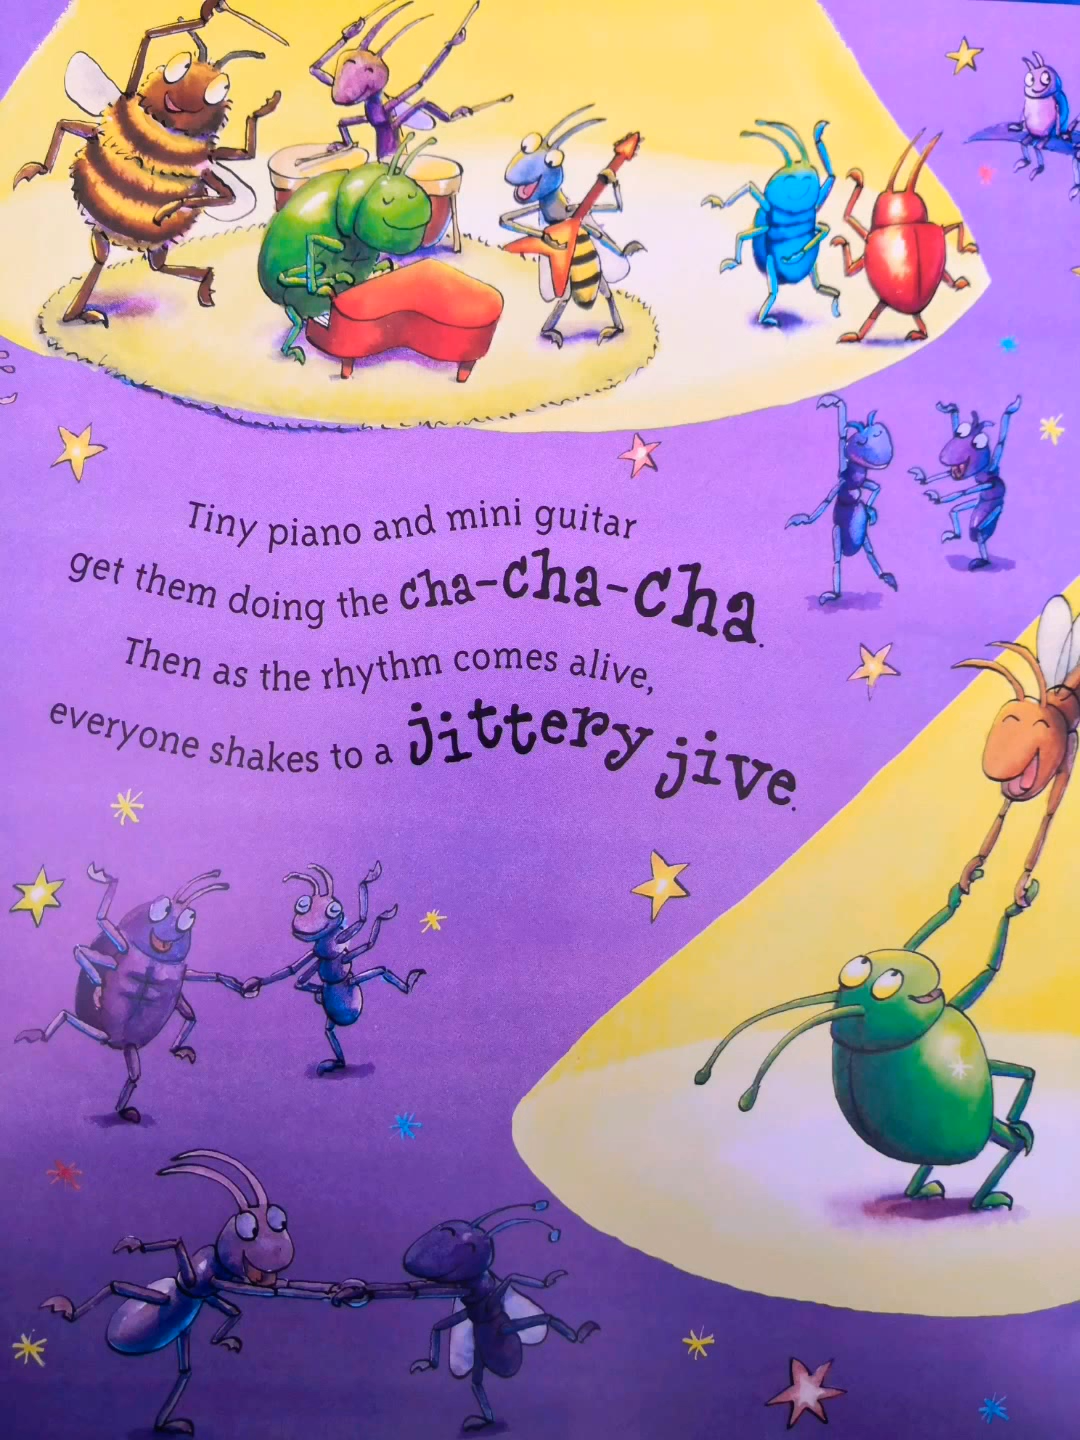 Tiny piano and mini guitar
get them doing the cha-cha-cha.
Then as the rhythm comes alive,
everyone shakes to a jittery jive.